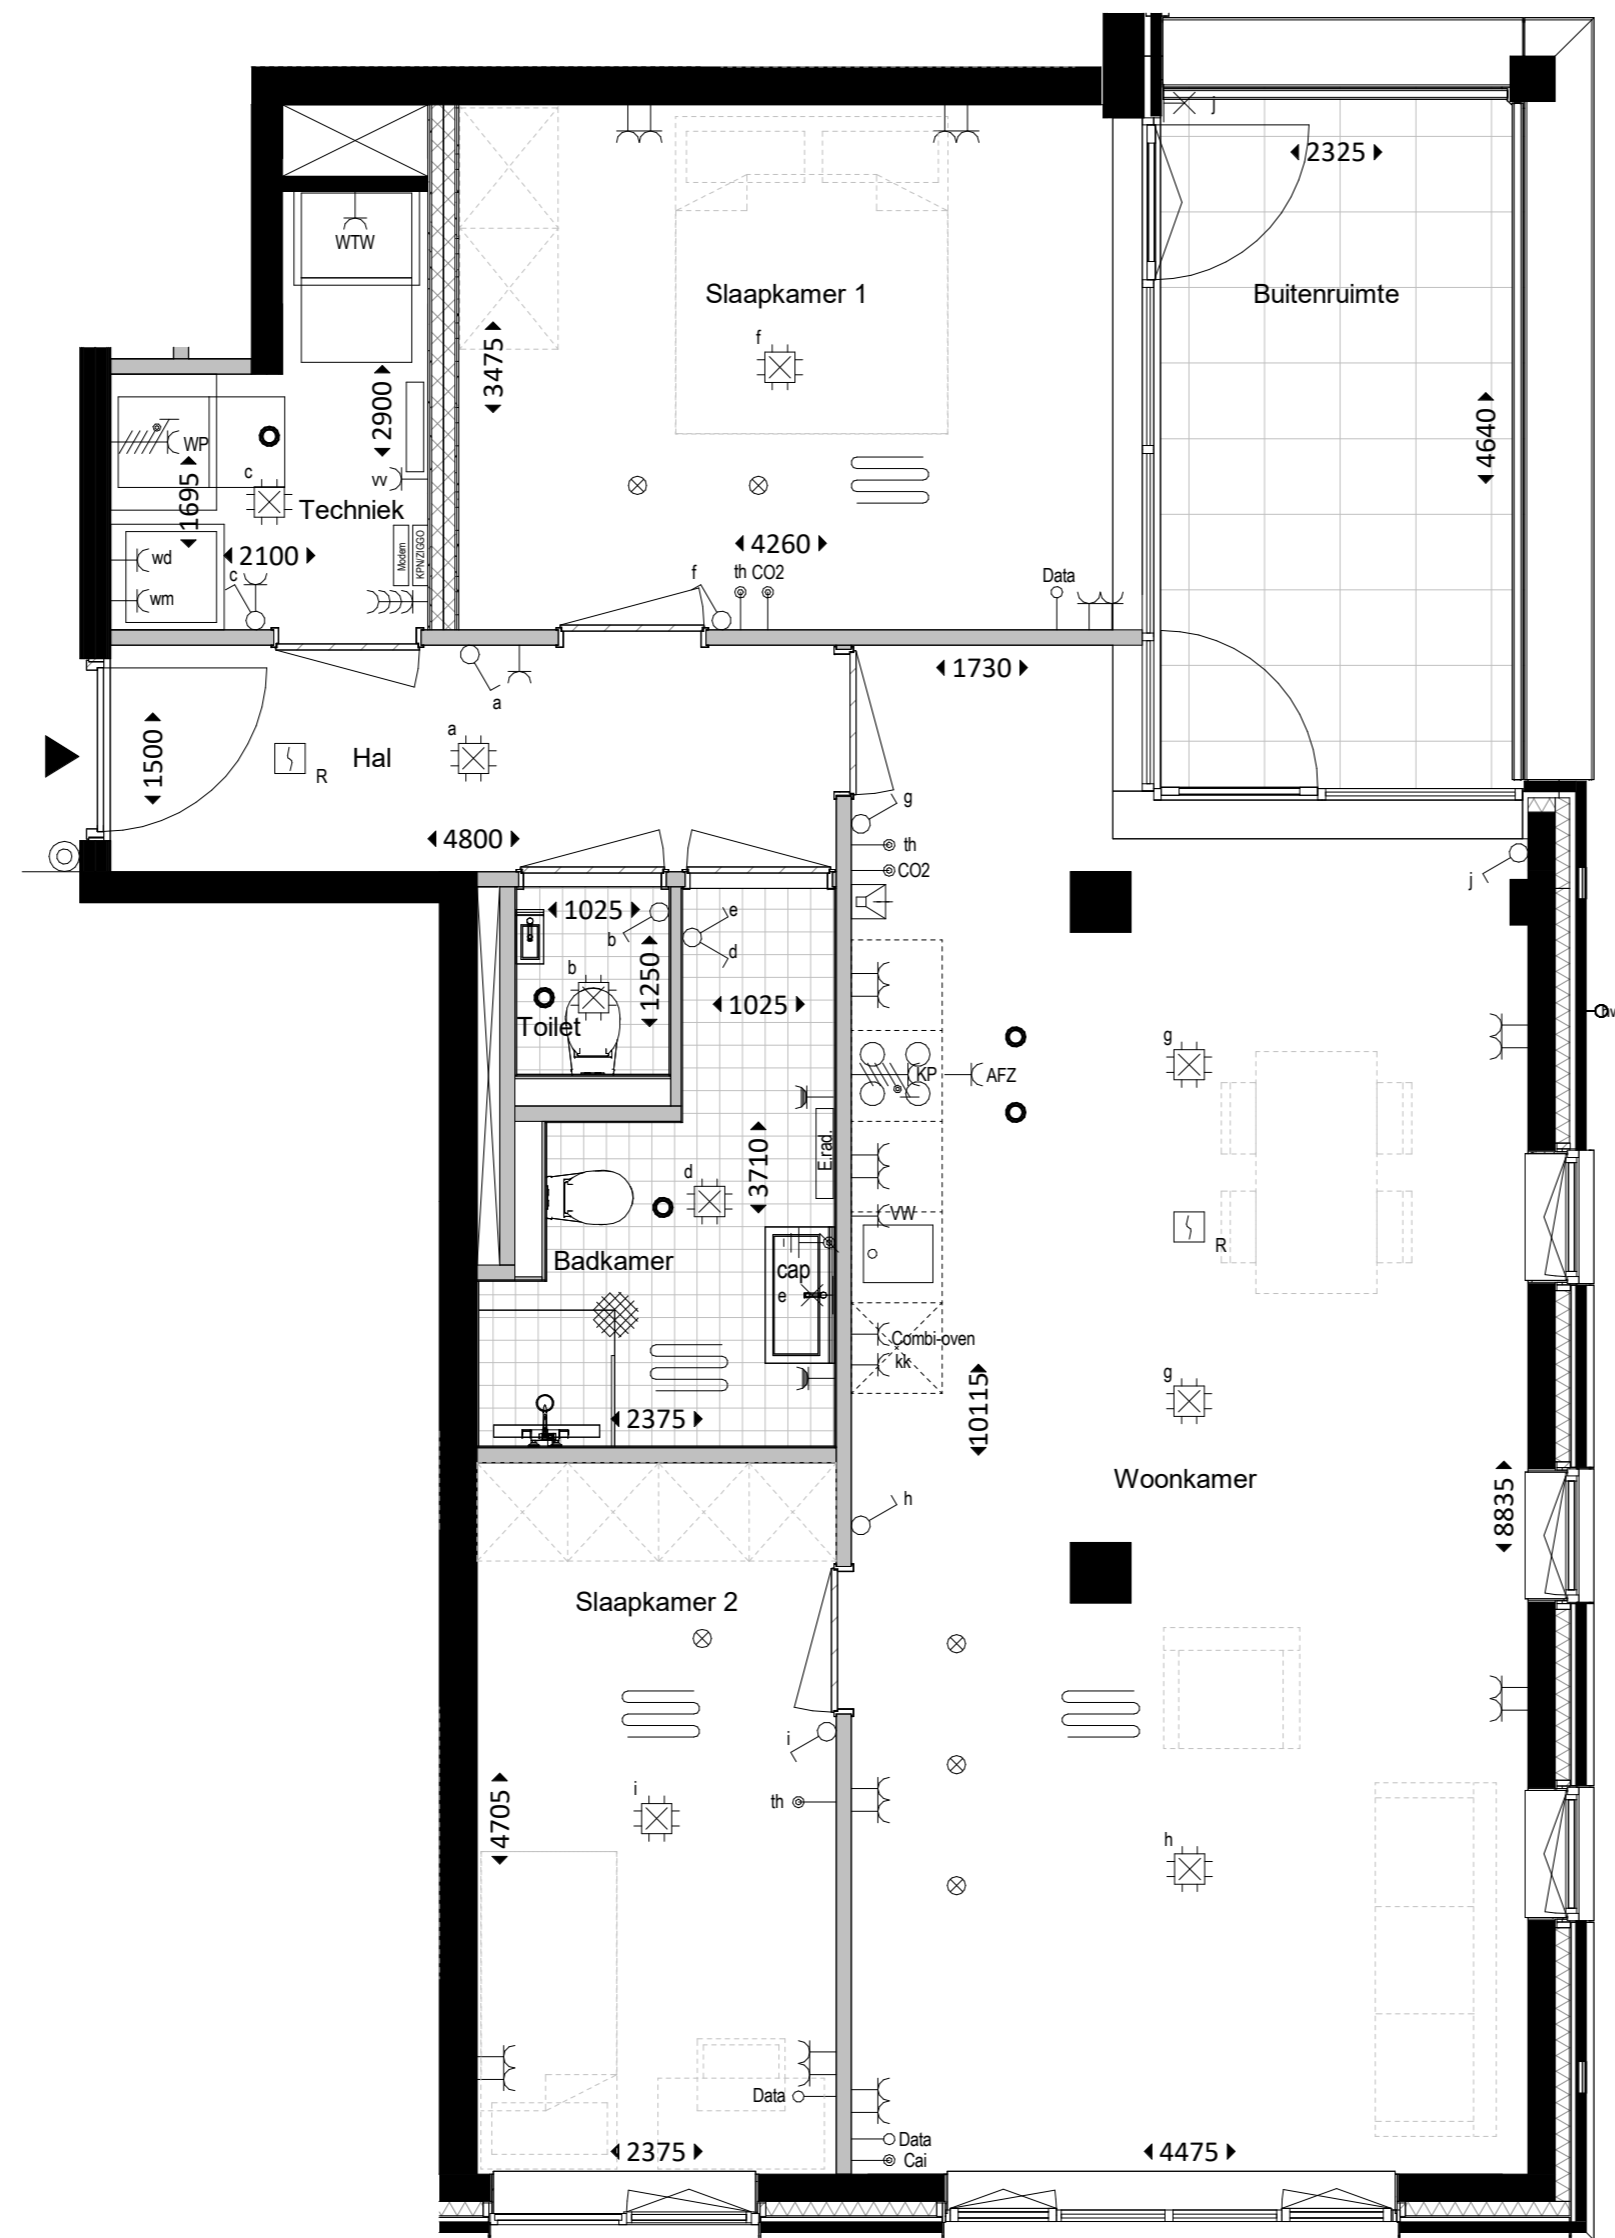 j
2325
WTW
Slaapkamer 1
Buitenruimte
f
3475
2900
4640
WP
c
vv
1695
Techniek
wd
2100
Modem
KPN/ZIGGO
4260
c
f
th CO2
Data
wm
1730
a
1500
a
Hal
R
g
4800
th
CO2
j
1025
e
b
d
1250
b
1025
Toilet
g
KP
AFZ
3710
E.rad.
d
VW
R
Badkamer
cap
e
Combi-oven
kk
g
10115
2375
Woonkamer
h
8835
Slaapkamer 2
i
4705
i
th
h
Data
Data
2375
4475
Cai